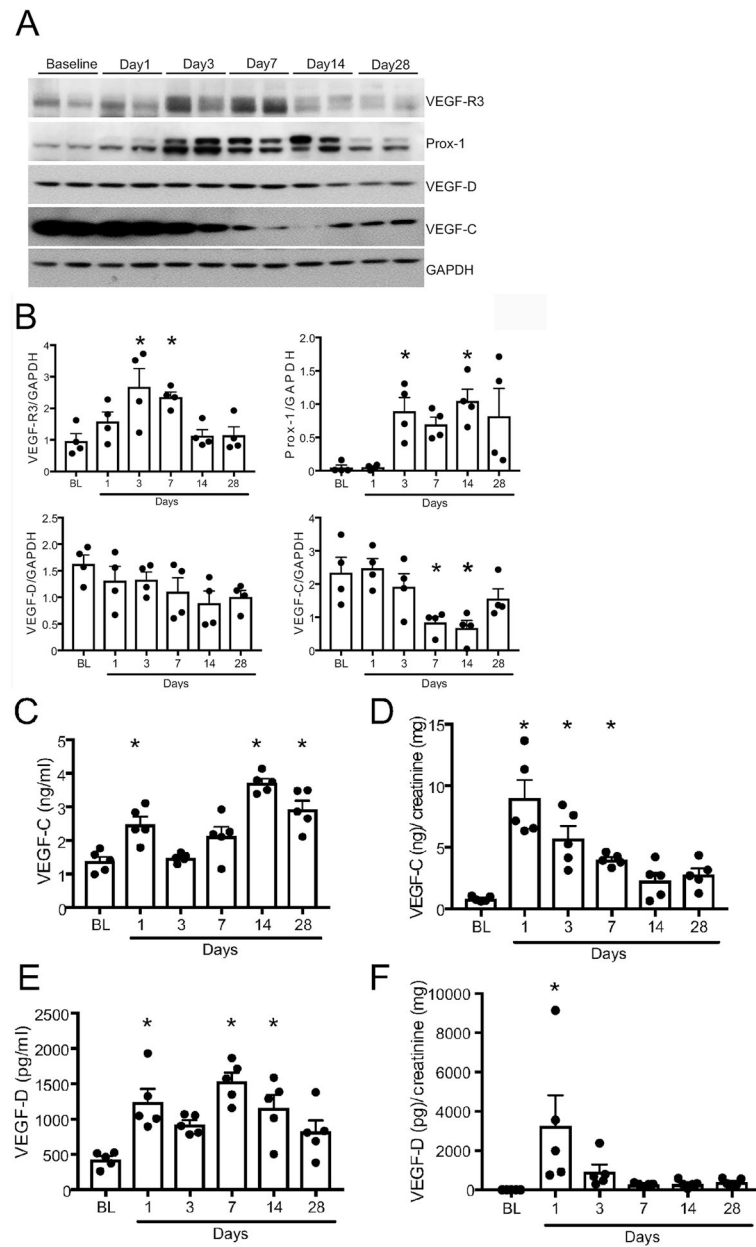 A
Baseline Day1 Day3 Day7 Day14 Day28
VEGF-R3
Prox-1
VEGF-D
VEGF-C
GAPDH
B
VEGF-R3/GAPDH
5
4
3
2
1
0
* *
BL 1 3 7 14 28
Days
Prox-1/GAPDH
2.0
1.5
1.0
0.5
0.0
* *
BL 1 3 7 14 28
Days
VEGF-D/GAPDH
2.5
2.0
1.5
1.0
0.5
0.0
BL 1 3 7 14 28
Days
VEGF-C/GAPDH
4
3
2
1
0
* *
BL 1 3 7 14 28
Days
C
VEGF-C (ng/ml)
5
4
3
2
1
0
* * *
BL 1 3 7 14 28
Days
D
VEGF-C (ng)/ creatinine (mg)
15
10
5
0
* * *
BL 1 3 7 14 28
Days
E
VEGF-D (pg/ml)
2500
2000
1500
1000
500
0
* * *
BL 1 3 7 14 28
Days
F
VEGF-D (pg)/ creatinine (mg)
10000
8000
6000
4000
2000
0
*
BL 1 3 7 14 28
Days